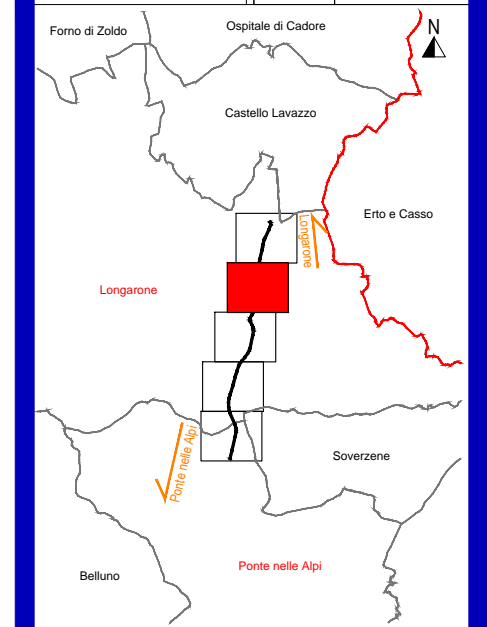 Forno di Zoldo
Ospitale di Cadore
N
Castello Lavazzo
Erto e Casso
Longarone
Longarone
Ponte nelle Alpi
Soverzene
Belluno
Ponte nelle Alpi